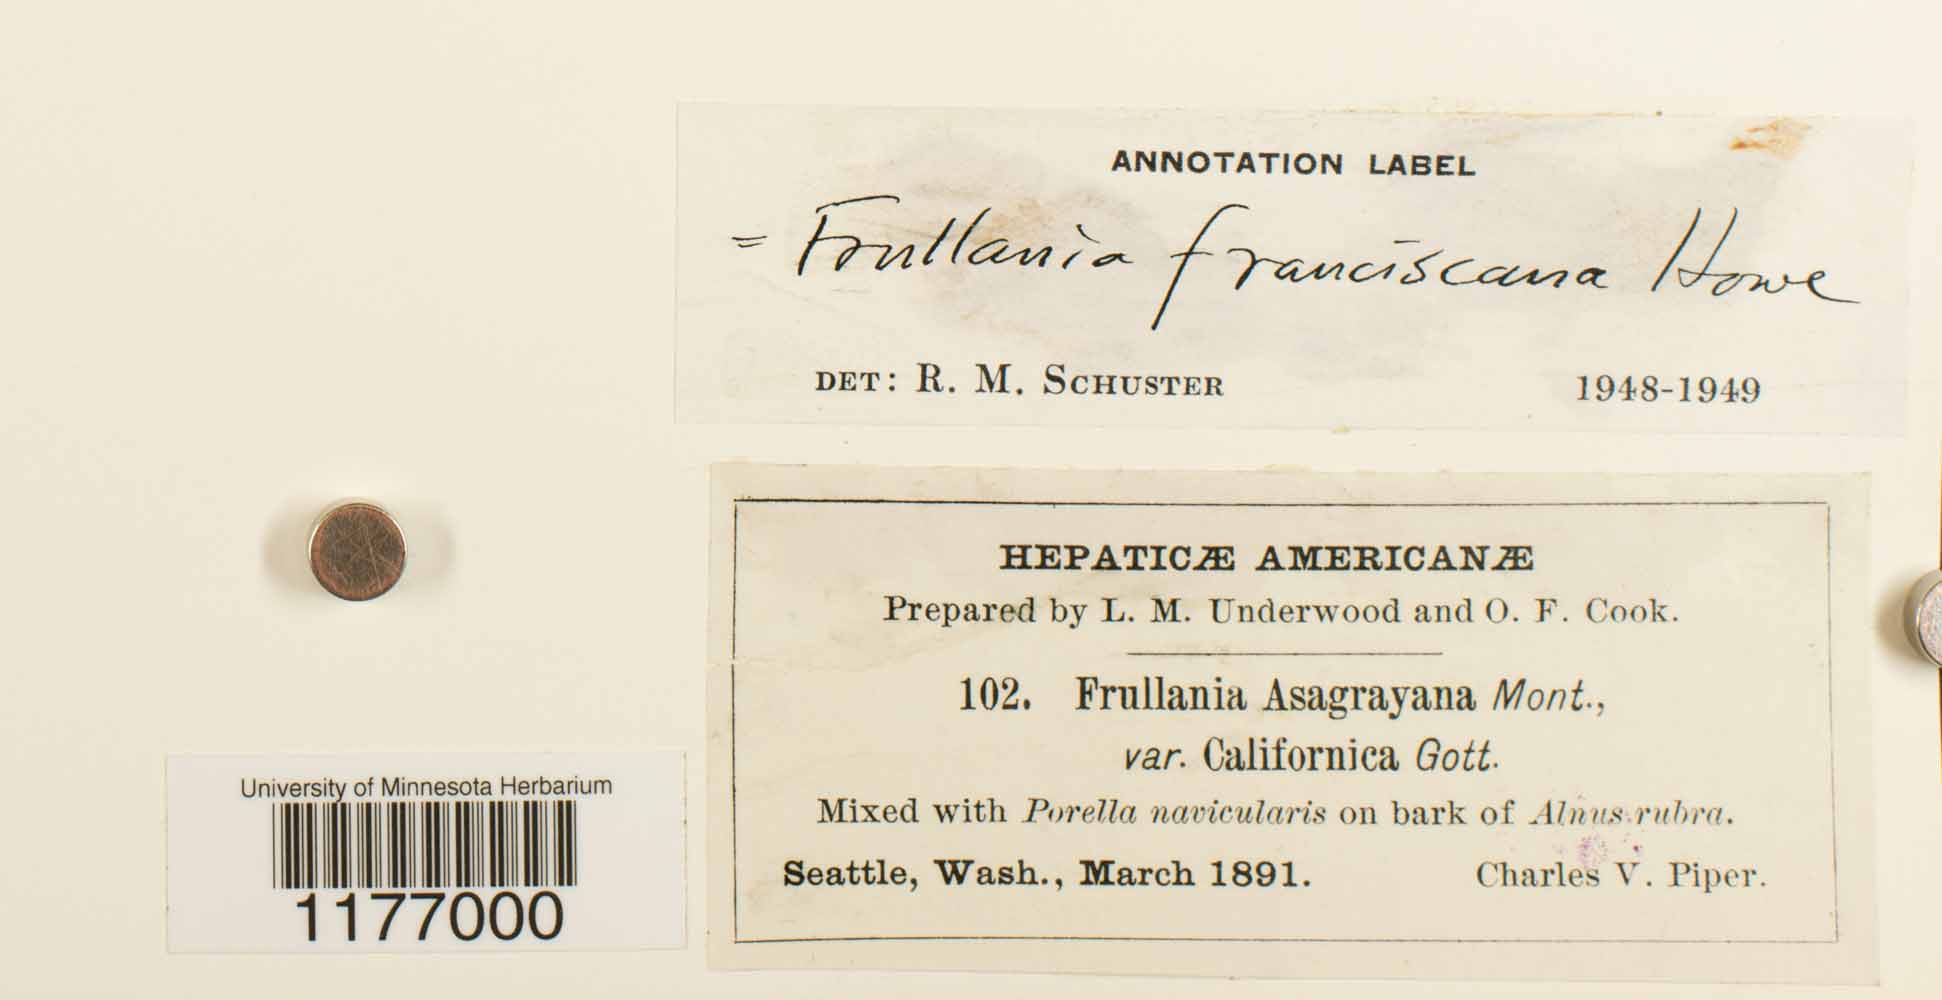 ANNOTATION LABEL
= Frullania franciscana Howe
DET: R. M. SCHUSTER 1948-1949
HEPATICÆ AMERICANÆ
Prepared by L. M. Underwood and O. F. Cook.
102. Frullania Asagrayana Mont.,
var. Californica Gott.
Mixed with Porella navicularis on bark of Alnus rubra.
Seattle, Wash., March 1891. Charles V. Piper.
University of Minnesota Herbarium
1177000